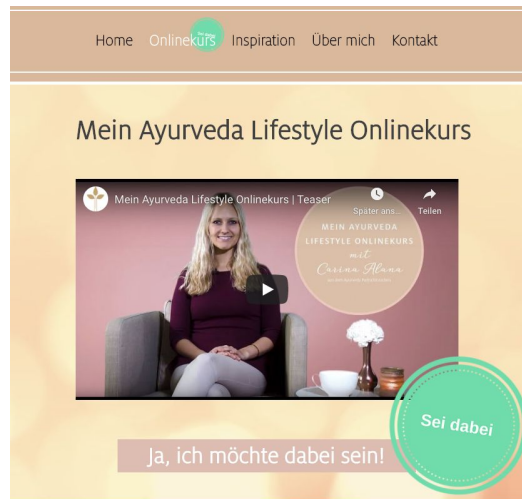 Home Onlinekurs Inspiration Über mich Kontakt
Mein Ayurveda Lifestyle Onlinekurs
Mein Ayurveda Lifestyle Onlinekurs | Teaser
Später ans...
Teilen
MEIN AYURVEDA
LIFESTYLE ONLINEKURS
mit
Carina Alana
Sei dabei
Ja, ich möchte dabei sein!